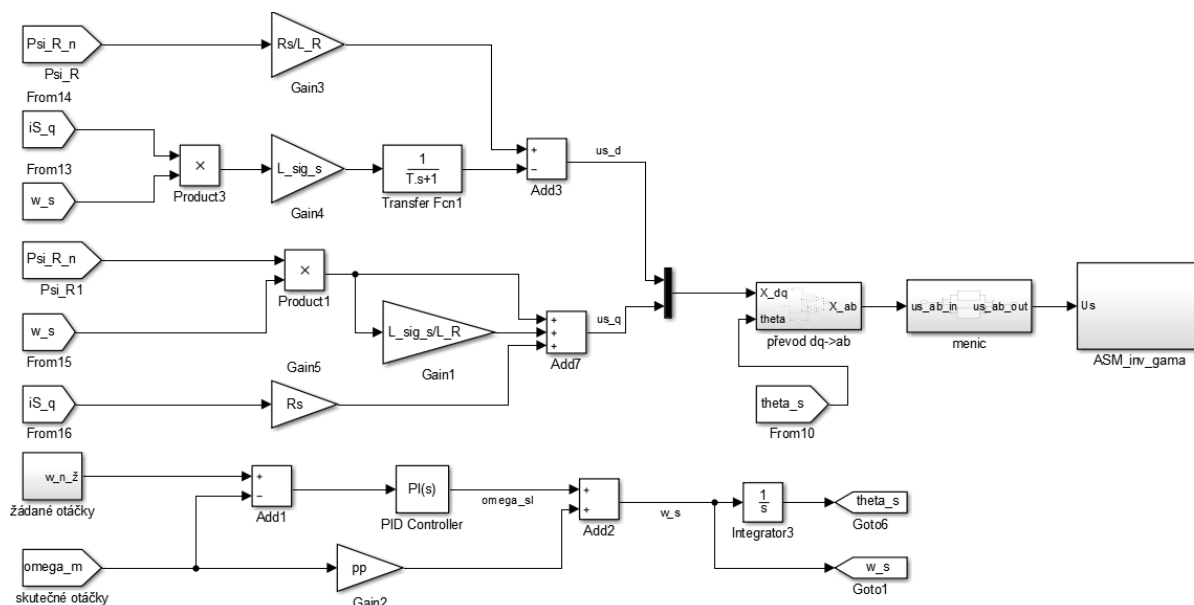 Psi_R_n
Psi_R
Rs/L_R
Gain3
From14
iS_q
From13
w_s
×
Product3
L_sig_s
Gain4
1
T.s+1
Transfer Fcn1
+
−
Add3
us_d
Psi_R_n
Psi_R1
×
Product1
w_s
From15
L_sig_s/L_R
Gain1
+
+
+
Add7
us_q
Gain5
iS_q
From16
Rs
X_dq
theta
X_ab
převod dq->ab
us_ab_in
us_ab_out
menic
Us
ASM_inv_gama
theta_s
From10
w_n_ž
žádané otáčky
+
−
Add1
PI(s)
PID Controller
omega_sl
+
+
Add2
w_s
1
s
Integrator3
theta_s
Goto6
omega_m
skutečné otáčky
pp
Gain2
w_s
Goto1